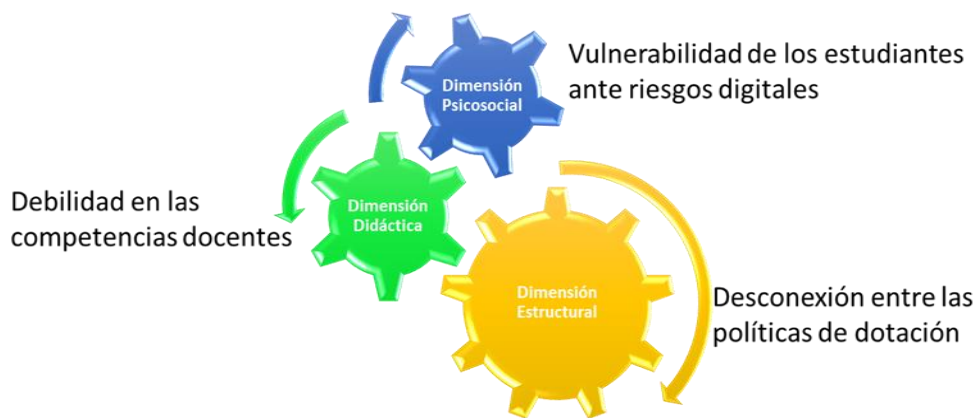 Dimensión
Psicosocial
Vulnerabilidad de los estudiantes
ante riesgos digitales
Debilidad en las
competencias docentes
Dimensión
Didáctica
Dimensión
Estructural
Desconexión entre las
políticas de dotación